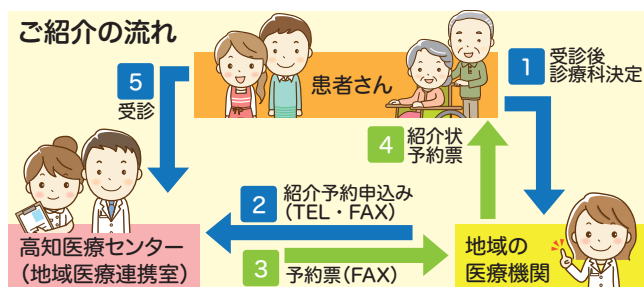 ご紹介の流れ
患者さん
1 受診後
診療科決定
5
受診
4 紹介状
予約票
2 紹介予約申込み
(TEL・FAX)
3 予約票(FAX)
高知医療センター
(地域医療連携室)
地域の
医療機関